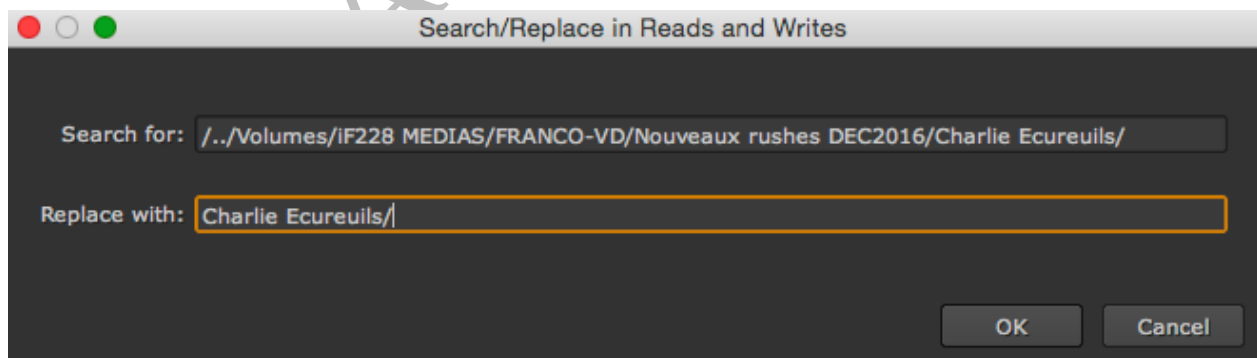 Search/Replace in Reads and Writes
Search for: /../Volumes/iF228 MEDIAS/FRANCO-VD/Nouveaux rushes DEC2016/Charlie Ecureuils/
Replace with: Charlie Ecureuils/
OK Cancel